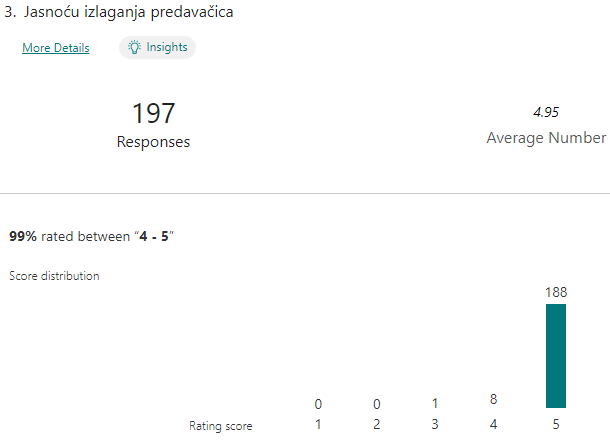 3. Jasnoću izlaganja predavačica
More Details
Insights
197
Responses
4.95
Average Number
99% rated between “4 - 5”
Score distribution
188
0 0 1 8
Rating score 1 2 3 4 5